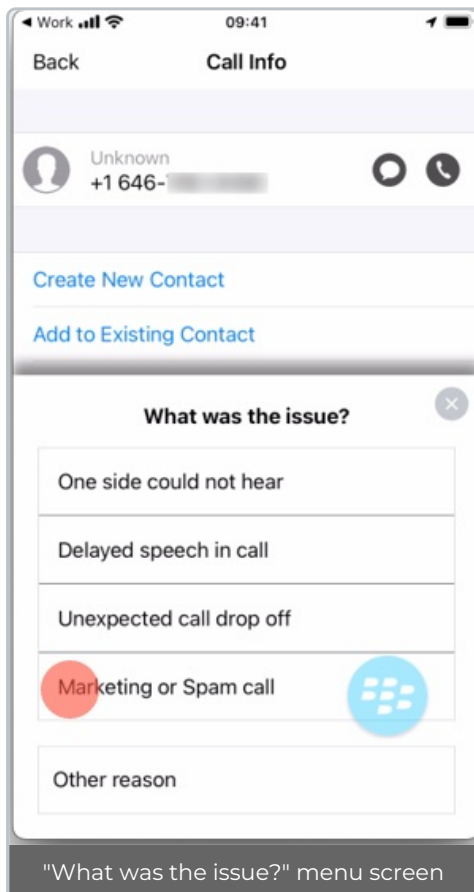 Work
09:41
Back
Call Info
Unknown
+1 646-
Create New Contact
Add to Existing Contact
What was the issue?
One side could not hear
Delayed speech in call
Unexpected call drop off
Marketing or Spam call
Other reason
"What was the issue?" menu screen